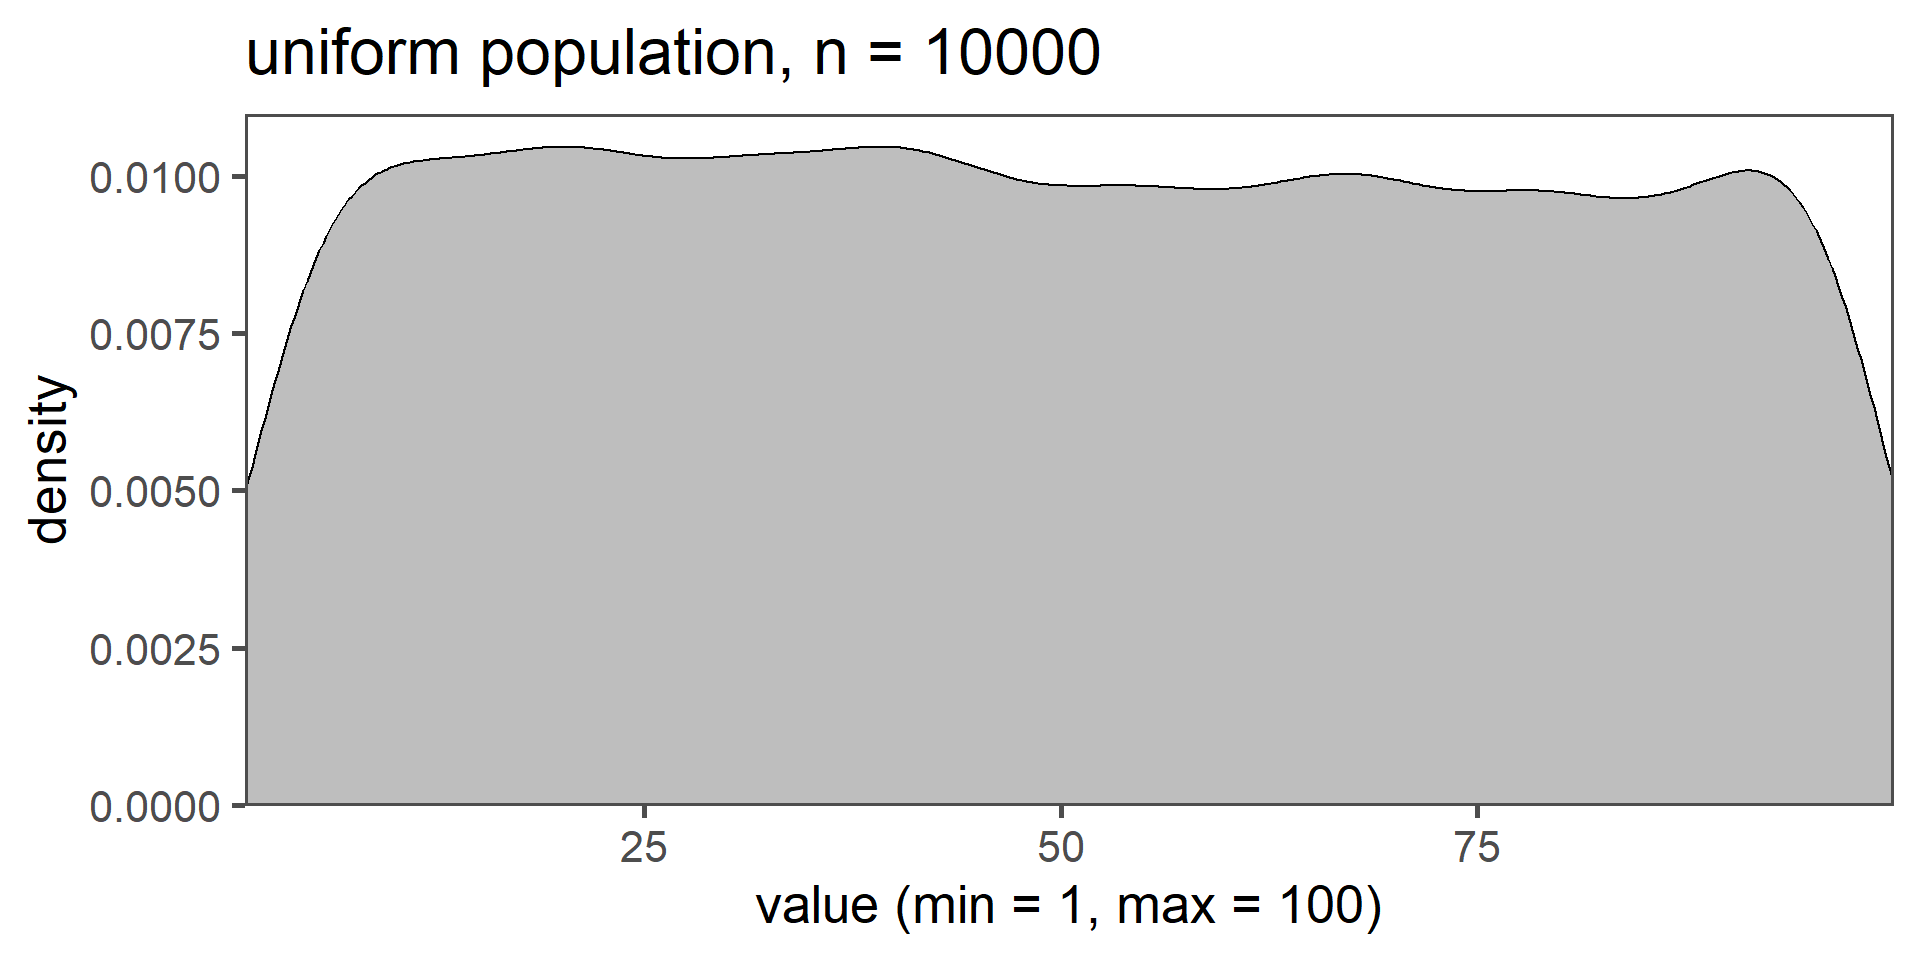 uniform population, n = 10000
density
0.0100
0.0075
0.0050
0.0025
0.0000
25 50 75
value (min = 1, max = 100)